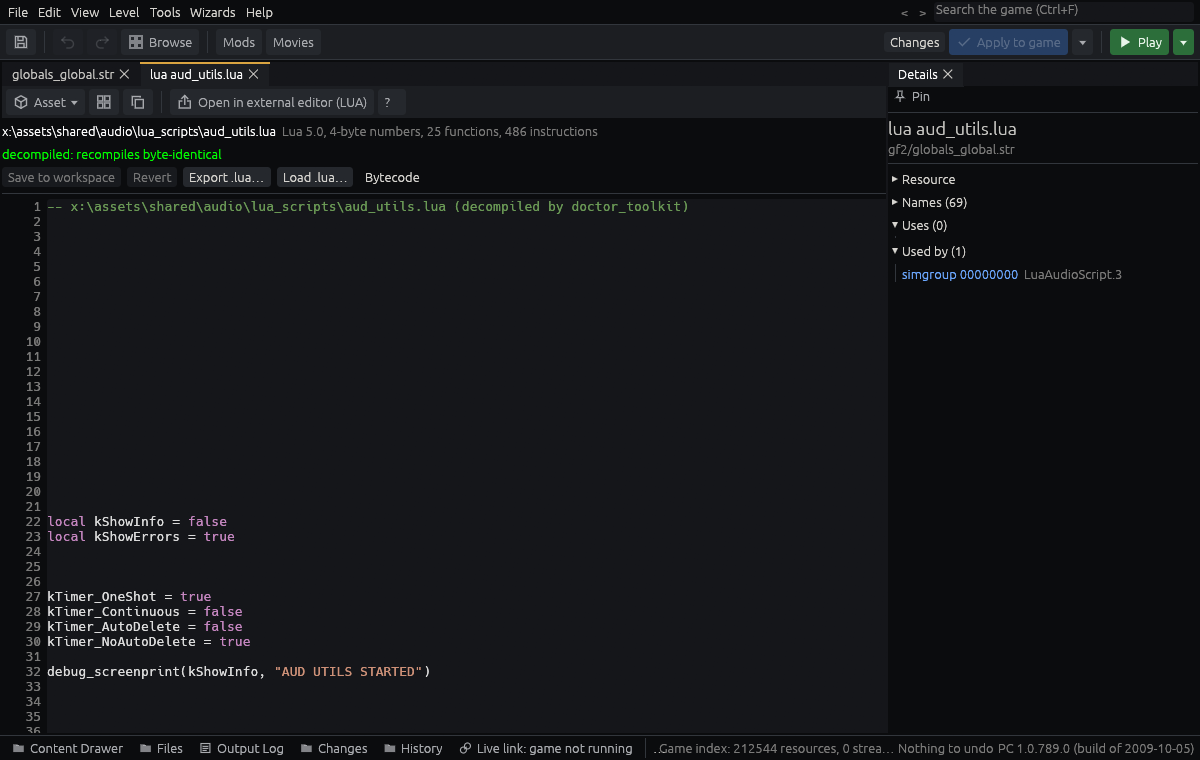 File Edit View Level Tools Wizards Help
< > Search the game (Ctrl+F)
Browse Mods Movies Changes Apply to game Play
globals_global.str lua aud_utils.lua Details
Asset Open in external editor (LUA) ? Pin
x:\assets\shared\audio\lua_scripts\aud_utils.lua Lua 5.0, 4-byte numbers, 25 functions, 486 instructions
decompiled: recompiles byte-identical
Save to workspace Revert Export .lua... Load .lua... Bytecode
1 -- x:\assets\shared\audio\lua_scripts\aud_utils.lua (decompiled by doctor_toolkit)
2
3
4
5
6
7
8
9
10
11
12
13
14
15
16
17
18
19
20
21
22 local kShowInfo = false
23 local kShowErrors = true
24
25
26
27 kTimer_OneShot = true
28 kTimer_Continuous = false
29 kTimer_AutoDelete = false
30 kTimer_NoAutoDelete = true
31
32 debug_screenprint(kShowInfo, "AUD UTILS STARTED")
33
34
35
36
lua aud_utils.lua
gf2/globals_global.str
Resource
Names (69)
Uses (0)
Used by (1)
simgroup 00000000 LuaAudioScript.3
Content Drawer Files Output Log Changes History Live link: game not running ...Game index: 212544 resources, 0 strea... Nothing to undo PC 1.0.789.0 (build of 2009-10-05)